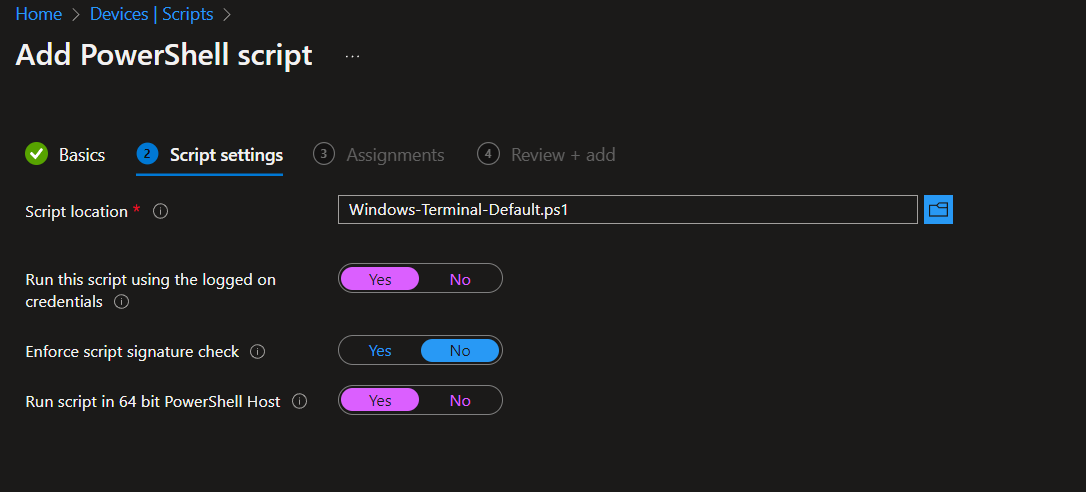 Home > Devices | Scripts >
Add PowerShell script ...
Basics 2 Script settings 3 Assignments 4 Review + add
Script location * Windows-Terminal-Default.ps1
Run this script using the logged on Yes No
credentials
Enforce script signature check Yes No
Run script in 64 bit PowerShell Host Yes No